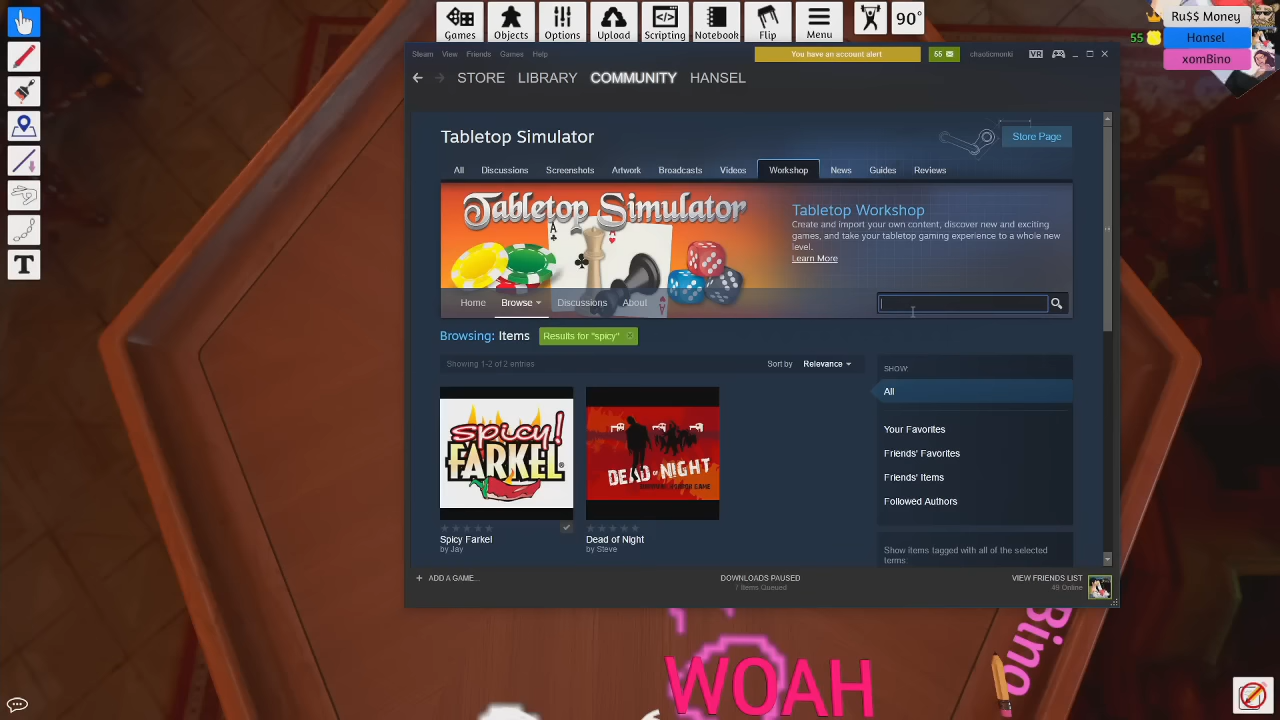 Games
Objects
Options
Upload
Scripting
Notebook
Flip
Menu
90°
Ru$$ Money
55
Hansel
xomBino
Steam View Friends Games Help
You have an account alert
55
chaoticmonki
VR
STORE LIBRARY COMMUNITY HANSEL
Tabletop Simulator
Store Page
All Discussions Screenshots Artwork Broadcasts Videos Workshop News Guides Reviews
Tabletop Simulator
Tabletop Workshop
Create and import your own content, discover new and exciting
games, and take your tabletop gaming experience to a whole new
level.
Learn More
Home Browse Discussions About
Browsing: Items
Results for "spicy"
Showing 1-2 of 2 entries
Sort by Relevance
SHOW:
All
Your Favorites
Friends' Favorites
Friends' Items
Followed Authors
Show items tagged with all of the selected
terms
spicy!
FARKEL
DEAD OF NIGHT
Spicy Farkel
by Jay
Dead of Night
by Steve
+ ADD A GAME...
DOWNLOADS PAUSED
7 Items Queued
VIEW FRIENDS LIST
49 Online
WOAH
Bino
T